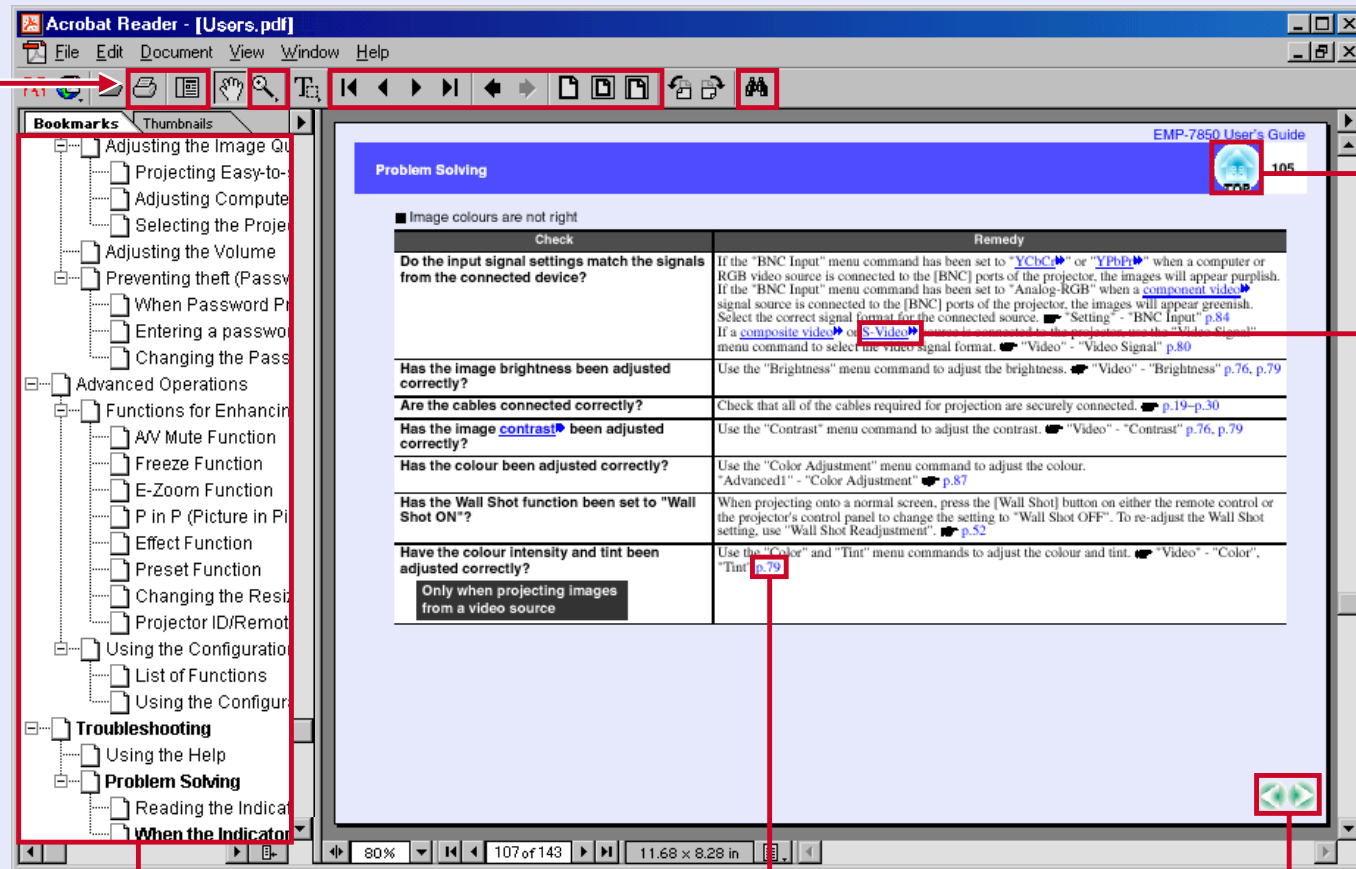 Acrobat Reader - [Users.pdf]
File Edit Document View Window Help
Bookmarks Thumbnails
Adjusting the Image Qu
Projecting Easy-to-
Adjusting Compute
Selecting the Proje
Adjusting the Volume
Preventing theft (Passw
When Password Pr
Entering a passwor
Changing the Pass
Advanced Operations
Functions for Enhancin
A/V Mute Function
Freeze Function
E-Zoom Function
P in P (Picture in Pi
Effect Function
Preset Function
Changing the Resiz
Projector ID/Remot
Using the Configuration
List of Functions
Using the Configura
Troubleshooting
Using the Help
Problem Solving
Reading the Indicat
When the Indicator
EMP-7850 User's Guide
Problem Solving
TOP
105
Image colours are not right
Check Remedy
Do the input signal settings match the signals
from the connected device?
If the "BNC Input" menu command has been set to "YCbCr" or "YPbPr" when a computer or
RGB video source is connected to the [BNC] ports of the projector, the images will appear purplish.
If the "BNC Input" menu command has been set to "Analog-RGB" when a component video
signal source is connected to the [BNC] ports of the projector, the images will appear greenish.
Select the correct signal format for the connected source. "Setting" - "BNC Input" p.84
If a composite video or S-Video source is connected to the projector, use the "Video Signal"
menu command to select the video signal format. "Video" - "Video Signal" p.80
Has the image brightness been adjusted
correctly?
Use the "Brightness" menu command to adjust the brightness. "Video" - "Brightness" p.76, p.79
Are the cables connected correctly?
Check that all of the cables required for projection are securely connected. p.19–p.30
Has the image contrast been adjusted
correctly?
Use the "Contrast" menu command to adjust the contrast. "Video" - "Contrast" p.76, p.79
Has the colour been adjusted correctly?
Use the "Color Adjustment" menu command to adjust the colour.
"Advanced1" - "Color Adjustment" p.87
Has the Wall Shot function been set to "Wall
Shot ON"?
When projecting onto a normal screen, press the [Wall Shot] button on either the remote control or
the projector's control panel to change the setting to "Wall Shot OFF". To re-adjust the Wall Shot
setting, use "Wall Shot Readjustment". p.52
Have the colour intensity and tint been
adjusted correctly?
Only when projecting images
from a video source
Use the "Color" and "Tint" menu commands to adjust the colour and tint. "Video" - "Color",
"Tint" p.79
80% 107 of 143 11.68 x 8.28 in